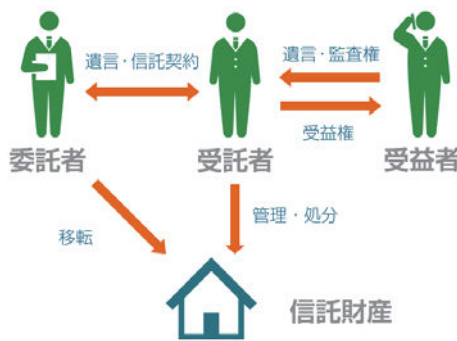 遺言・信託契約
遺言・監査権
受益権
委託者
受託者
受益者
移転
管理・処分
信託財産